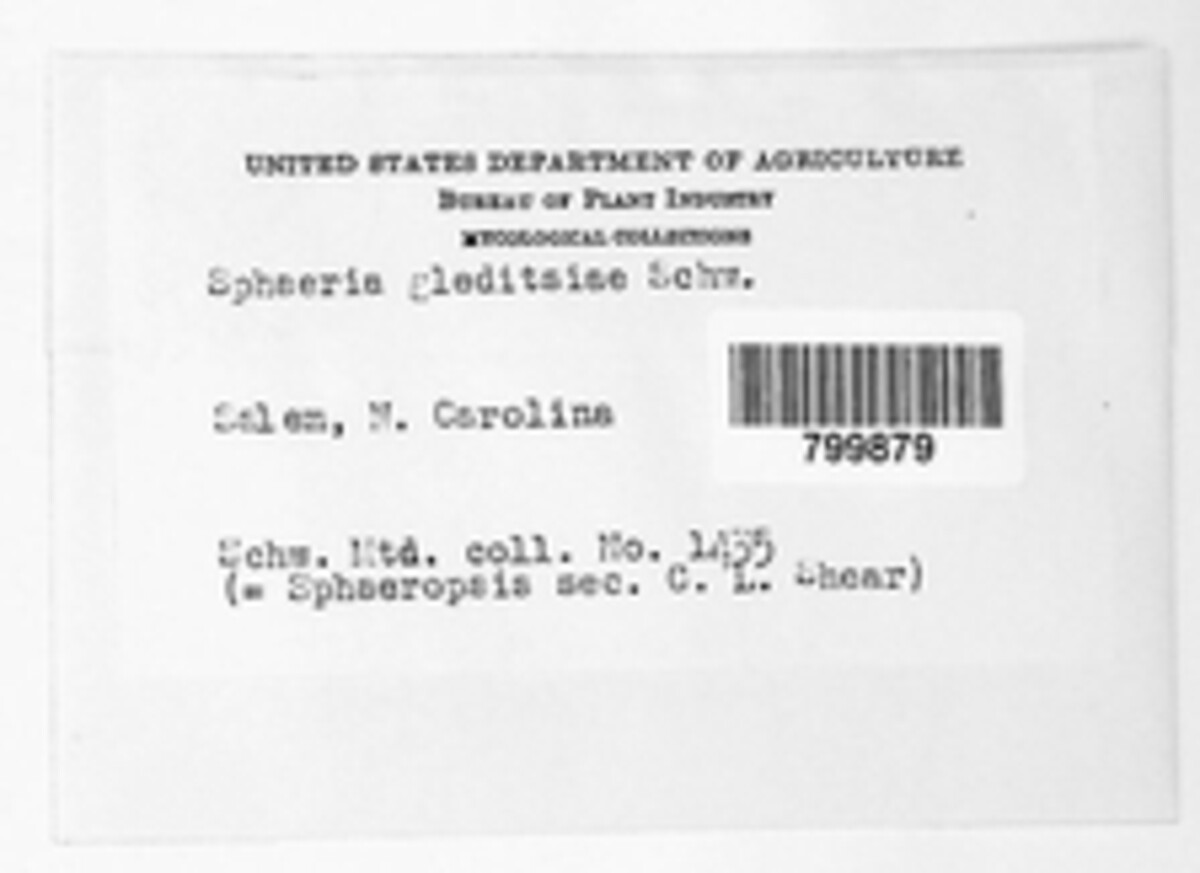 UNITED STATES DEPARTMENT OF AGRICULTURE
BUREAU OF PLANT INDUSTRY
MYCOLOGICAL COLLECTIONS
Sphaeria gleditsiae Schw.
Salem, N. Carolina
799879
Schw. Mtd. coll. No.
(= Sphaeropsis sec. C. L. Shear)